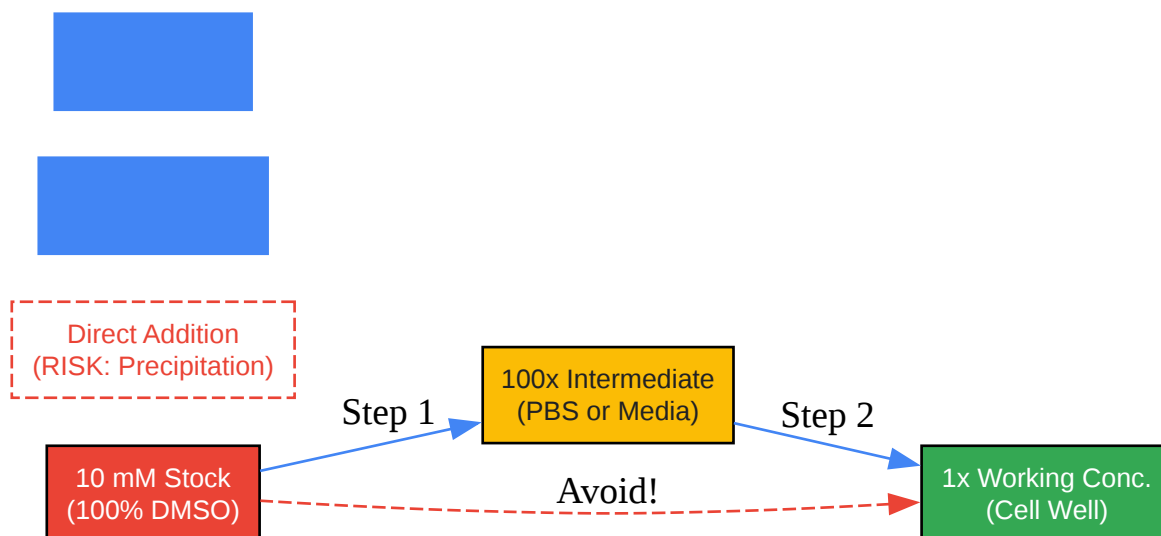 Direct Addition
(RISK: Precipitation)
100x Intermediate
(PBS or Media)
Step 1
Step 2
10 mM Stock
(100% DMSO)
Avoid!
1x Working Conc.
(Cell Well)